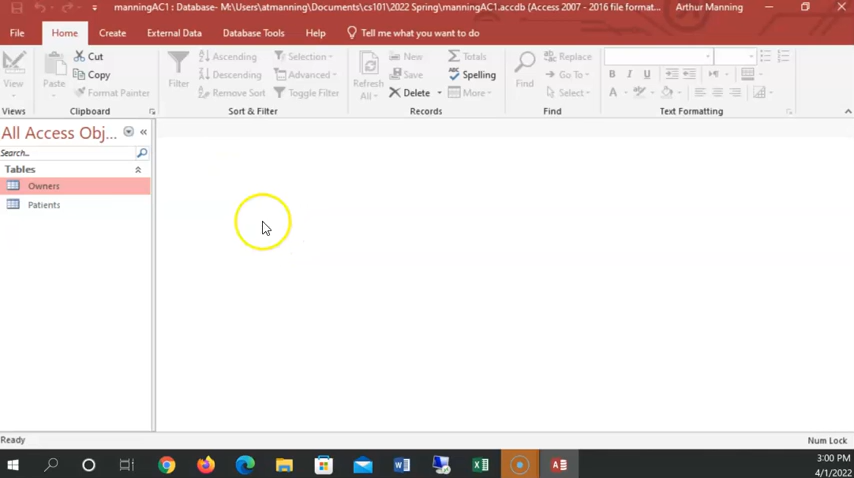 manningAC1 : Database- M:\Users\atmanning\Documents\cs101\2022 Spring\manningAC1.accdb (Access 2007 - 2016 file format... Arthur Manning
File Home Create External Data Database Tools Help Tell me what you want to do
View
Views
Paste
Cut
Copy
Format Painter
Clipboard
Filter
Ascending
Descending
Remove Sort
Selection
Advanced
Toggle Filter
Sort & Filter
Refresh
All
New
Save
Delete
Totals
Spelling
More
Records
Find
Replace
Go To
Select
Find
B I U
A
Text Formatting
All Access Obj...
Search...
Tables
Owners
Patients
Ready Num Lock
3:00 PM
4/1/2022